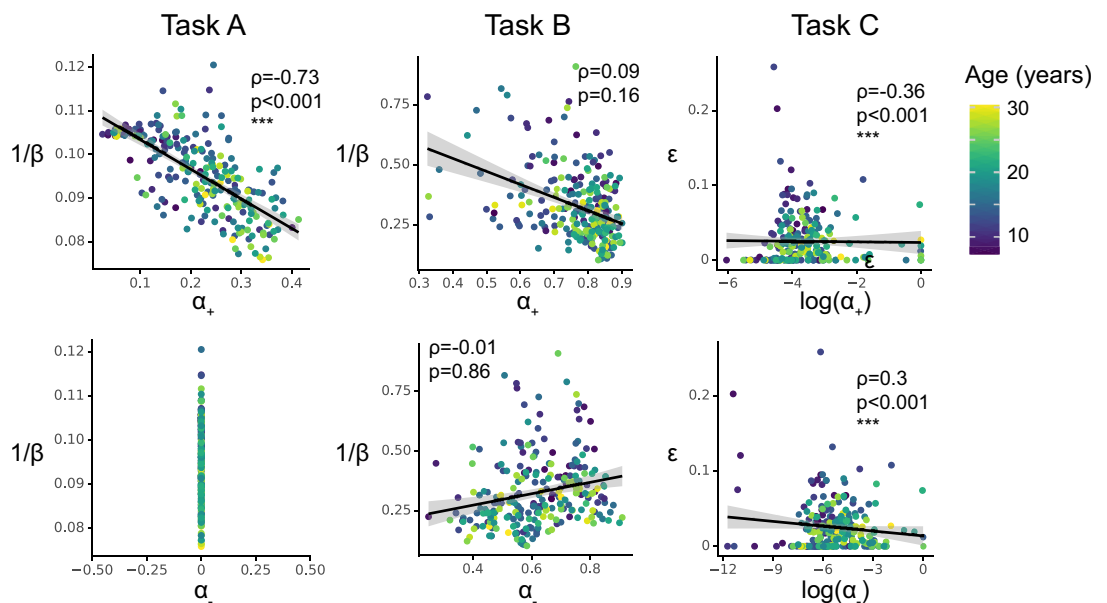 Task A
Task B
Task C
ρ=-0.73
p<0.001
***
1/β
0.12
0.11
0.10
0.09
0.08
0.1
0.2
0.3
0.4
α+
ρ=0.09
p=0.16
1/β
0.75
0.50
0.25
0.3
0.4
0.5
0.6
0.7
0.8
0.9
α+
ρ=-0.36
p<0.001
***
ε
0.2
0.1
0
ε
−6
−4
−2
0
log(α+)
Age (years)
30
20
10
1/β
0.12
0.11
0.10
0.09
0.08
−0.50
−0.25
0
0.25
0.50
α-
ρ=-0.01
p=0.86
1/β
0.75
0.50
0.25
0.4
0.6
0.8
α-
ρ=0.3
p<0.001
***
ε
0.2
0.1
0
−12
−9
−6
−3
0
log(α-)